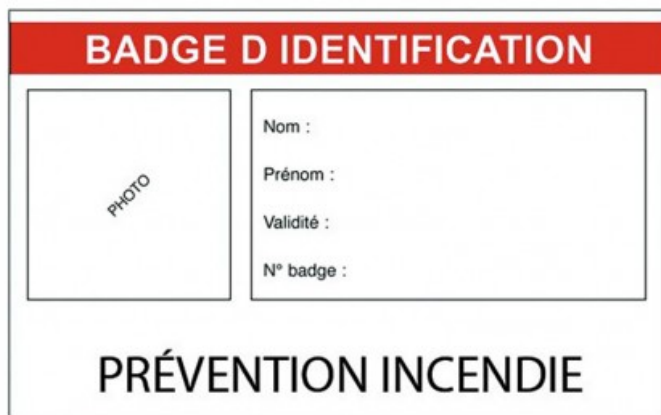 BADGE D IDENTIFICATION
PHOTO
Nom :
Prénom :
Validité :
N° badge :
PRÉVENTION INCENDIE